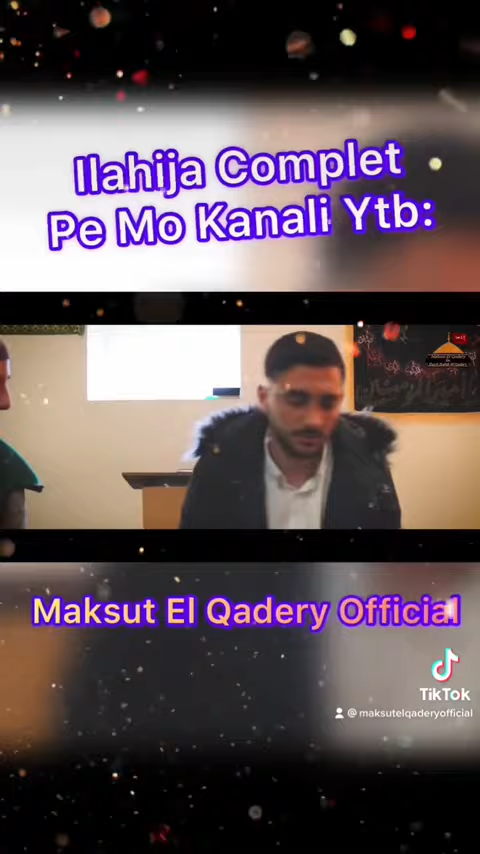 Ilahija Complet
Pe Mo Kanali Ytb:
Maksut El Qadery Official
TikTok
@maksutelqaderyofficial